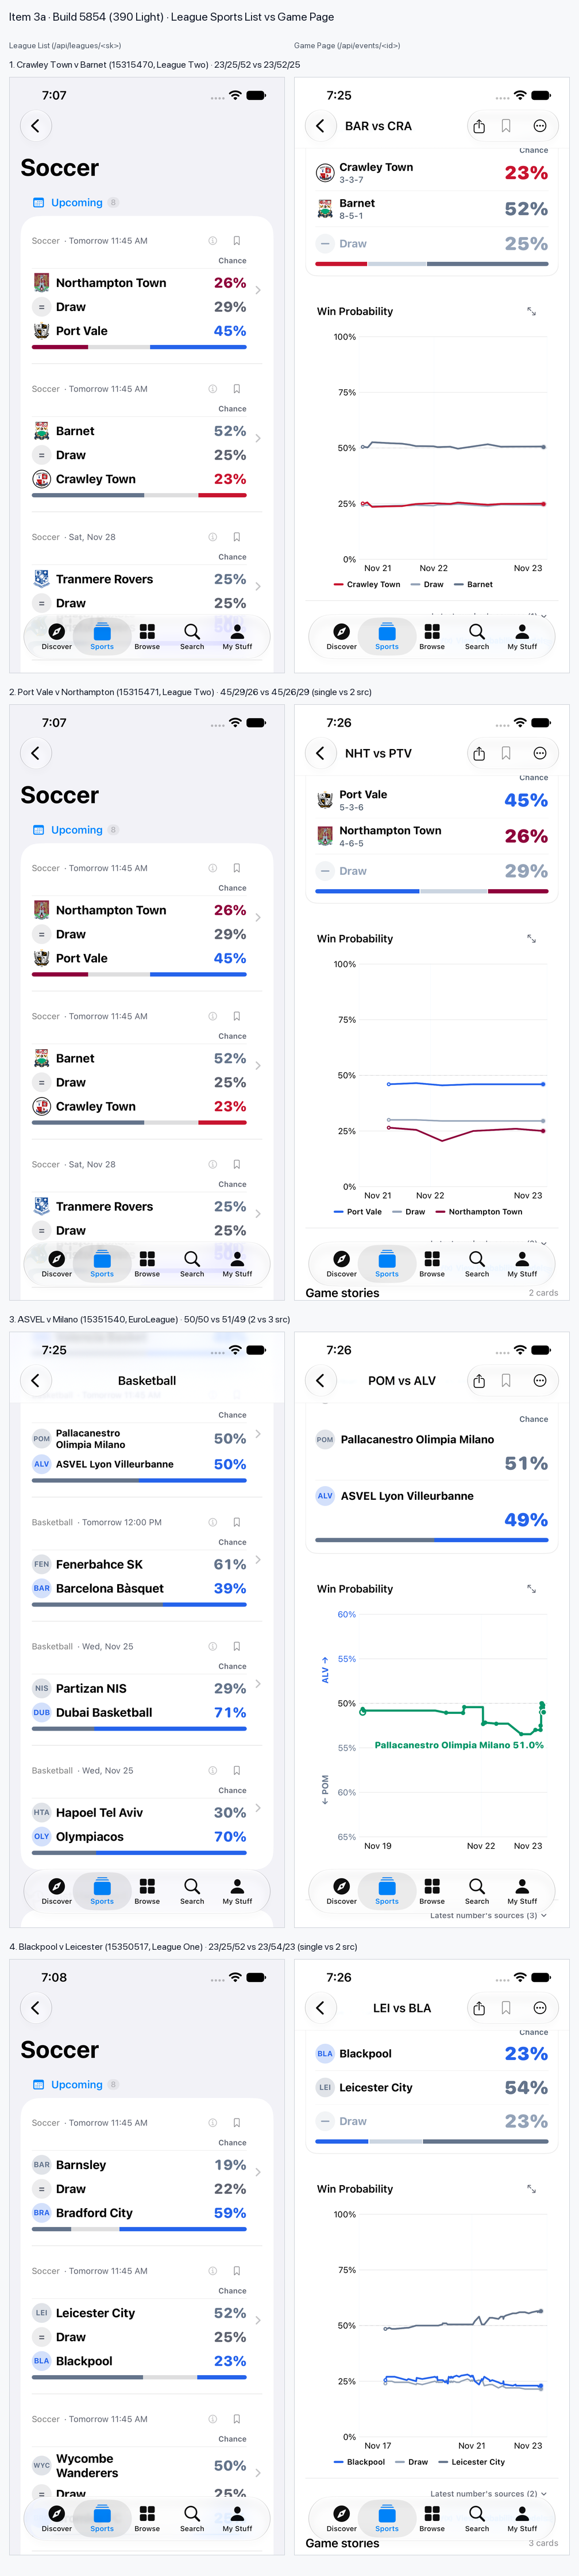 Item 3a · Build 5854 (390 Light) · League Sports List vs Game Page
League List (/api/leagues/<sk>)
Game Page (/api/events/<id>)
1. Crawley Town v Barnet (15315470, League Two) · 23/25/52 vs 23/52/25
7:07
Soccer
Upcoming 8
Soccer · Tomorrow 11:45 AM
Chance
Northampton Town 26%
= Draw 29%
Port Vale 45%
Soccer · Tomorrow 11:45 AM
Chance
Barnet 52%
= Draw 25%
Crawley Town 23%
Soccer · Sat, Nov 28
Chance
Tranmere Rovers 25%
Draw 25%
Discover Sports Browse Search My Stuff
7:25
BAR vs CRA
Chance
Crawley Town 23%
3-3-7
Barnet 52%
8-5-1
Draw 25%
Win Probability
100%
75%
50%
25%
0%
Nov 21 Nov 22 Nov 23
Crawley Town Draw Barnet
Discover Sports Browse Search My Stuff
2. Port Vale v Northampton (15315471, League Two) · 45/29/26 vs 45/26/29 (single vs 2 src)
7:07
Soccer
Upcoming 8
Soccer · Tomorrow 11:45 AM
Chance
Northampton Town 26%
= Draw 29%
Port Vale 45%
Soccer · Tomorrow 11:45 AM
Chance
Barnet 52%
= Draw 25%
Crawley Town 23%
Soccer · Sat, Nov 28
Chance
Tranmere Rovers 25%
= Draw 25%
Discover Sports Browse Search My Stuff
7:26
NHT vs PTV
Chance
Port Vale 45%
5-3-6
Northampton Town 26%
4-6-5
Draw 29%
Win Probability
100%
75%
50%
25%
0%
Nov 21 Nov 22 Nov 23
Port Vale Draw Northampton Town
Discover Sports Browse Search My Stuff
Game stories 2 cards
3. ASVEL v Milano (15351540, EuroLeague) · 50/50 vs 51/49 (2 vs 3 src)
7:25
Basketball
Chance
POM Pallacanestro Olimpia Milano 50%
ALV ASVEL Lyon Villeurbanne 50%
Basketball · Tomorrow 12:00 PM
Chance
FEN Fenerbahce SK 61%
BAR Barcelona Bàsquet 39%
Basketball · Wed, Nov 25
Chance
NIS Partizan NIS 29%
DUB Dubai Basketball 71%
Basketball · Wed, Nov 25
Chance
HTA Hapoel Tel Aviv 30%
OLY Olympiacos 70%
Discover Sports Browse Search My Stuff
7:26
POM vs ALV
Chance
POM Pallacanestro Olimpia Milano
51%
ALV ASVEL Lyon Villeurbanne
49%
Win Probability
60%
55%
50%
55%
60%
65%
ALV →
← POM
Pallacanestro Olimpia Milano 51.0%
Nov 19 Nov 22 Nov 23
Discover Sports Browse Search My Stuff
Latest number's sources (3)
4. Blackpool v Leicester (15350517, League One) · 23/25/52 vs 23/54/23 (single vs 2 src)
7:08
Soccer
Upcoming 8
Soccer · Tomorrow 11:45 AM
Chance
BAR Barnsley 19%
= Draw 22%
BRA Bradford City 59%
Soccer · Tomorrow 11:45 AM
Chance
LEI Leicester City 52%
= Draw 25%
BLA Blackpool 23%
Soccer · Tomorrow 11:45 AM
Chance
WYC Wycombe Wanderers 50%
= Draw 25%
Discover Sports Browse Search My Stuff
7:26
LEI vs BLA
Chance
BLA Blackpool 23%
LEI Leicester City 54%
Draw 23%
Win Probability
100%
75%
50%
25%
0%
Nov 17 Nov 21 Nov 23
Blackpool Draw Leicester City
Latest number's sources (2)
Discover Sports Browse Search My Stuff
Game stories 3 cards